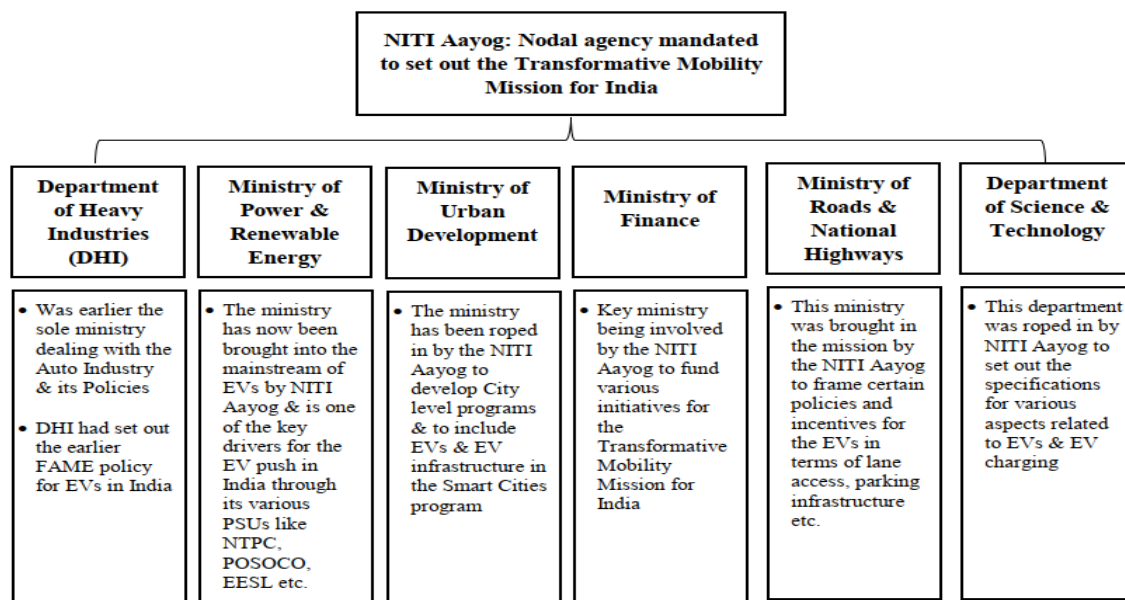 NITI Aayog: Nodal agency mandated
to set out the Transformative Mobility
Mission for India
Department
of Heavy
Industries
(DHI)
Ministry of
Power &
Renewable
Energy
Ministry of
Urban
Development
Ministry of
Finance
Ministry of
Roads &
National
Highways
Department
of Science &
Technology
• Was earlier the
sole ministry
dealing with the
Auto Industry
& its Policies
• DHI had set out
the earlier
FAME policy
for EVs in India
• The ministry
has now been
brought into the
mainstream of
EVs by NITI
Aayog & is one
of the key
drivers for the
EV push in
India through
its various
PSUs like
NTPC,
POSOCO,
EESL etc.
• The ministry
has been roped
in by the NITI
Aayog to
develop City
level programs
& to include
EVs & EV
infrastructure in
the Smart Cities
program
• Key ministry
being involved
by the NITI
Aayog to fund
various
initiatives for
the
Transformative
Mobility
Mission for
India
• This ministry
was brought in
the mission by
the NITI Aayog
to frame certain
policies and
incentives for
the EVs in
terms of lane
access, parking
infrastructure
etc.
• This department
was roped in by
NITI Aayog to
set out the
specifications
for various
aspects related
to EVs & EV
charging